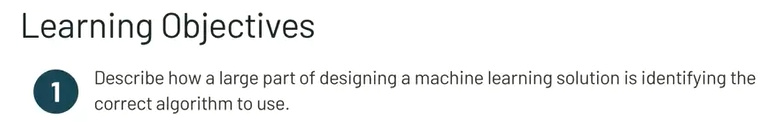 Learning Objectives
1 Describe how a large part of designing a machine learning solution is identifying the
correct algorithm to use.